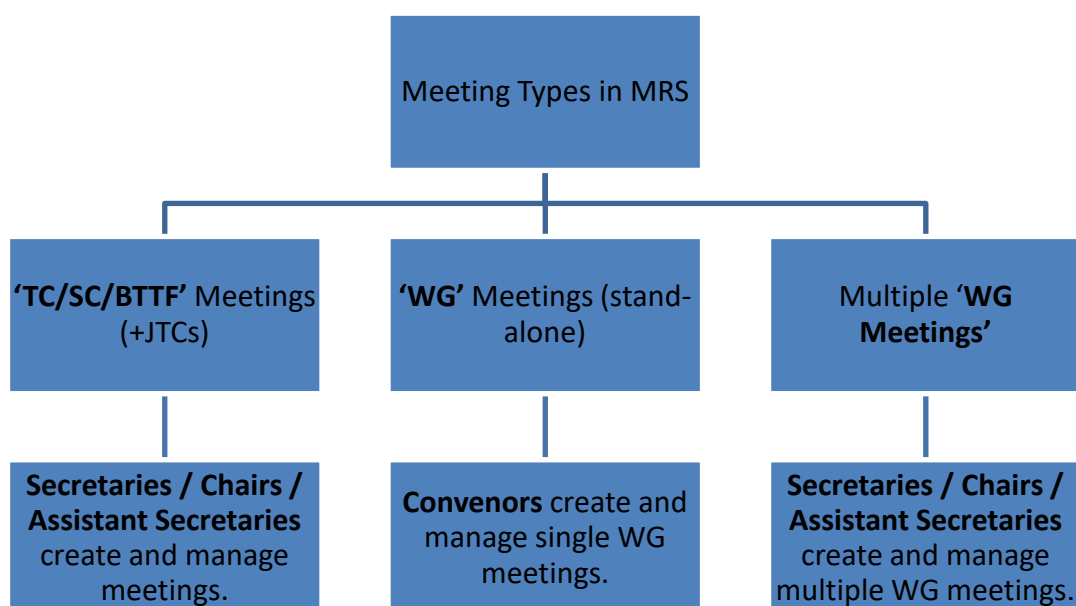 Meeting Types in MRS
‘TC/SC/BTTF’ Meetings
(+JTCs)
‘WG’ Meetings (stand-
alone)
Multiple ‘WG
Meetings’
Secretaries / Chairs /
Assistant Secretaries
create and manage
meetings.
Convenors create and
manage single WG
meetings.
Secretaries / Chairs /
Assistant Secretaries
create and manage
multiple WG meetings.